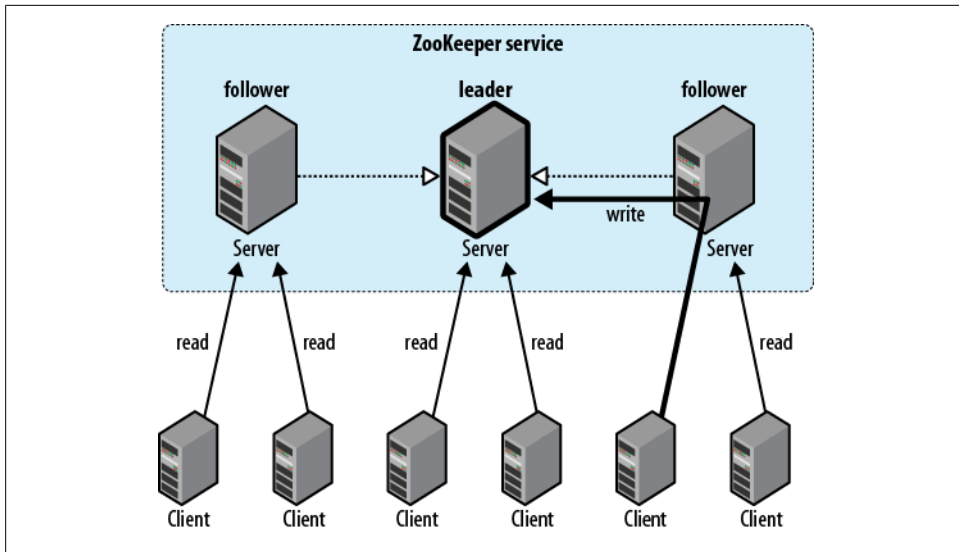 ZooKeeper service
follower leader follower
write
Server Server Server
read read read read read
Client Client Client Client Client Client